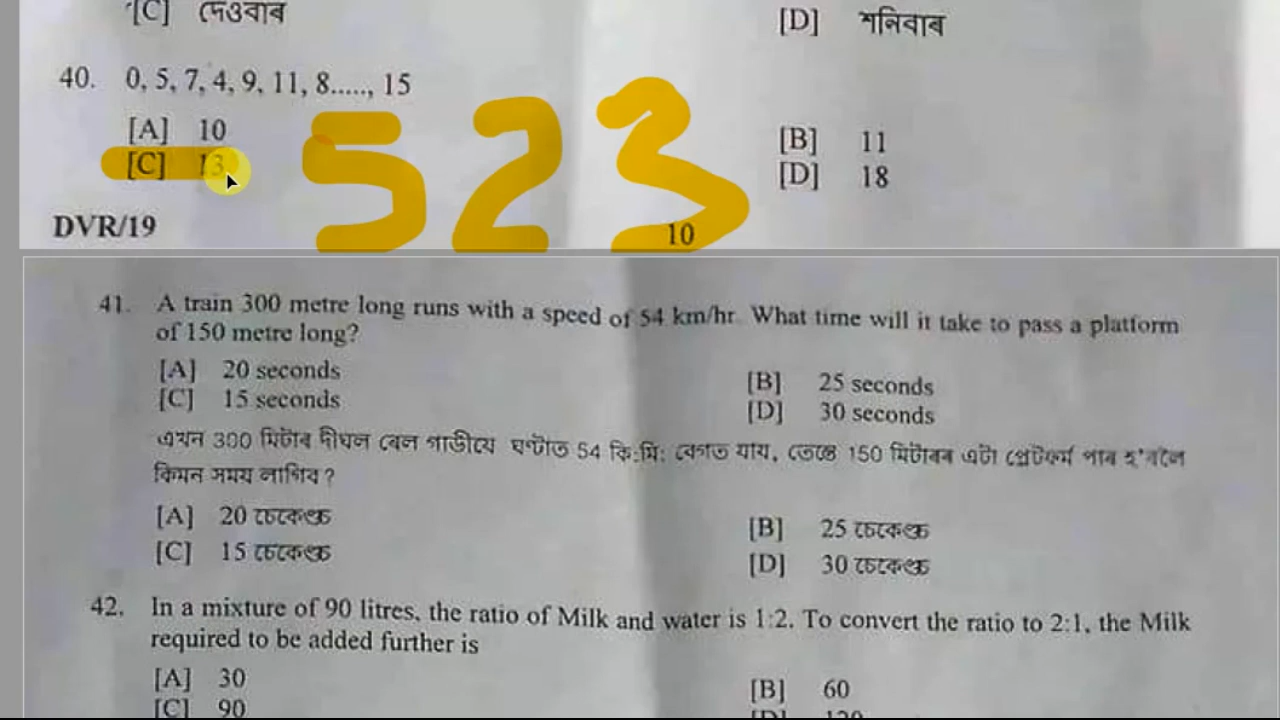 [C] দেওবাৰ
[D] শনিবাৰ
40. 0, 5, 7, 4, 9, 11, 8....., 15
[A] 10
[B] 11
[C] 13
[D] 18
523
DVR/19
10
41. A train 300 metre long runs with a speed of 54 km/hr. What time will it take to pass a platform
of 150 metre long?
[A] 20 seconds
[B] 25 seconds
[C] 15 seconds
[D] 30 seconds
এখন 300 মিটাৰ দীঘল ৰেল গাড়ীয়ে ঘণ্টাত 54 কি:মি: বেগত যায়, তেন্তে 150 মিটাৰৰ এটা প্লেটফৰ্ম পাৰ হ'বলৈ
কিমান সময় লাগিব ?
[A] 20 চেকেণ্ড
[B] 25 চেকেণ্ড
[C] 15 চেকেণ্ড
[D] 30 চেকেণ্ড
42. In a mixture of 90 litres, the ratio of Milk and water is 1:2. To convert the ratio to 2:1, the Milk
required to be added further is
[A] 30
[B] 60
[C] 90
[D]